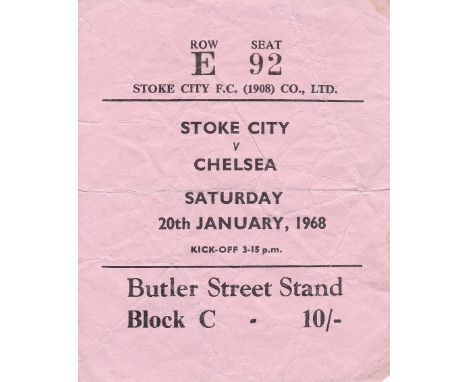 ROW SEAT
E 92
STOKE CITY F.C. (1908) CO., LTD.
STOKE CITY
v
CHELSEA
SATURDAY
20th JANUARY, 1968
KICK-OFF 3-15 p.m.
Butler Street Stand
Block C - 10/-